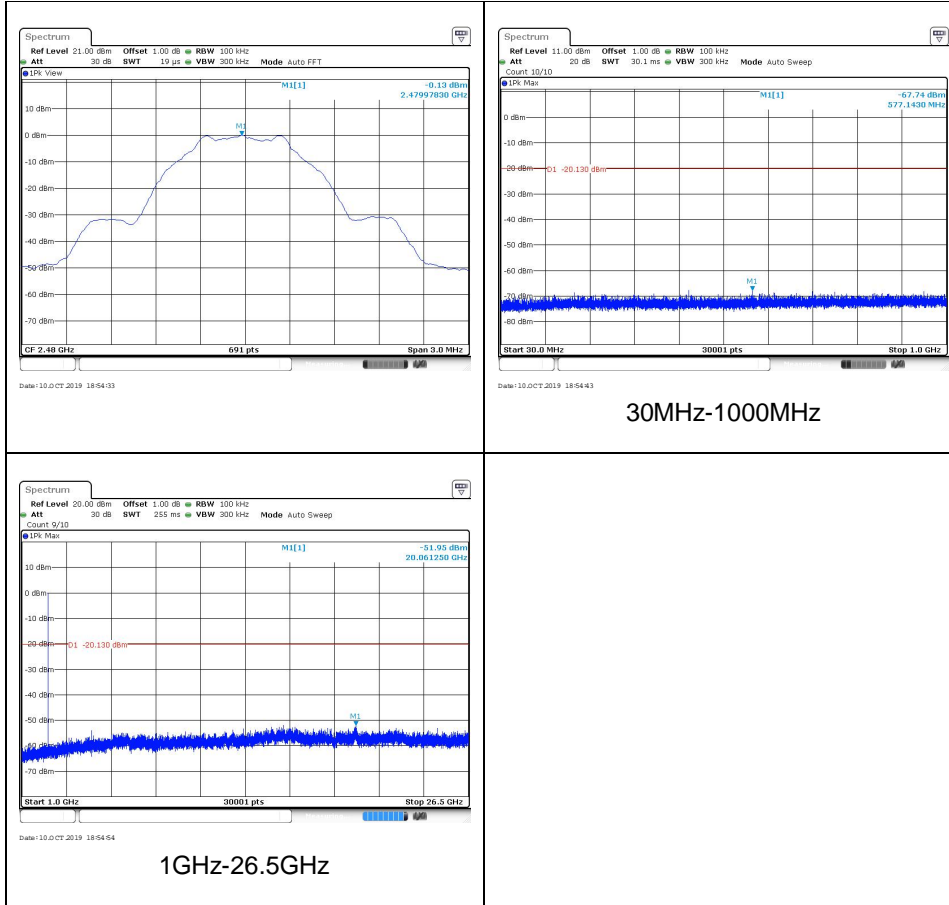 Spectrum
Ref Level 21.00 dBm Offset 1.00 dB RBW 100 kHz
Att 30 dB SWT 19 µs VBW 300 kHz Mode Auto FFT
1Pk View
M1[1] -0.13 dBm
2.47997830 GHz
10 dBm
0 dBm
M1
-10 dBm
-20 dBm
-30 dBm
-40 dBm
-50 dBm
-60 dBm
-70 dBm
CF 2.48 GHz 691 pts Span 3.0 MHz
Date: 10.OCT.2019 18:54:33
Spectrum
Ref Level 11.00 dBm Offset 1.00 dB RBW 100 kHz
Att 20 dB SWT 30.1 ms VBW 300 kHz Mode Auto Sweep
Count 10/10
1Pk Max
M1[1] -67.74 dBm
577.1430 MHz
0 dBm
-10 dBm
-20 dBm D1 -20.130 dBm
-30 dBm
-40 dBm
-50 dBm
-60 dBm
M1
-70 dBm
-80 dBm
Start 30.0 MHz 30001 pts Stop 1.0 GHz
Date: 10.OCT.2019 18:54:43
30MHz-1000MHz
Spectrum
Ref Level 20.00 dBm Offset 1.00 dB RBW 100 kHz
Att 30 dB SWT 255 ms VBW 300 kHz Mode Auto Sweep
Count 9/10
1Pk Max
M1[1] -51.95 dBm
20.061250 GHz
10 dBm
0 dBm
-10 dBm
-20 dBm D1 -20.130 dBm
-30 dBm
-40 dBm
-50 dBm
M1
-60 dBm
-70 dBm
Start 1.0 GHz 30001 pts Stop 26.5 GHz
Date: 10.OCT.2019 18:54:54
1GHz-26.5GHz